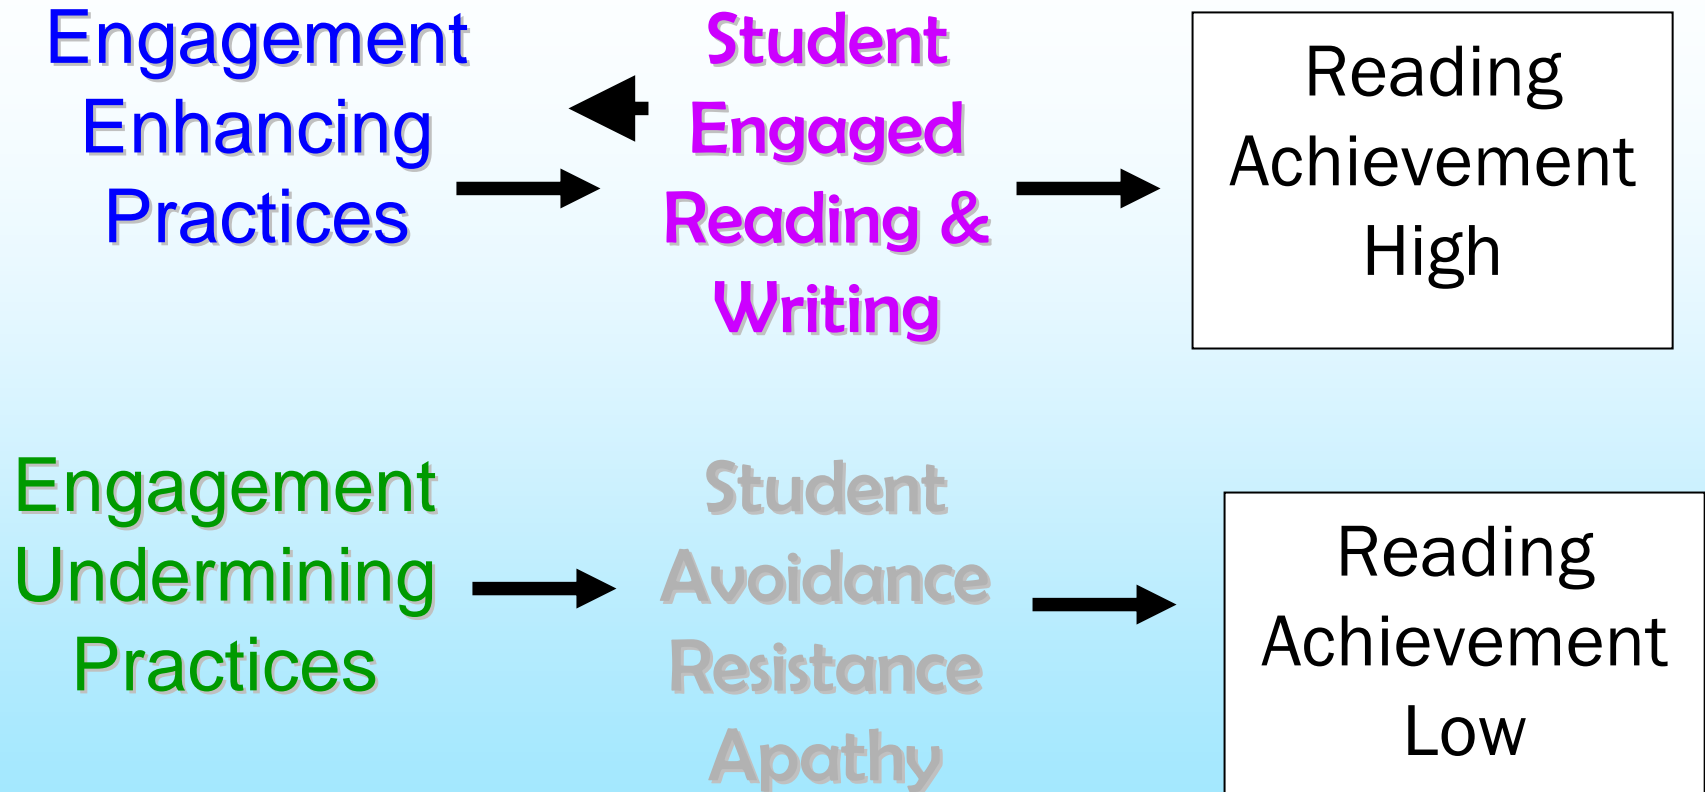 Engagement
Enhancing
Practices
Student
Engaged
Reading &
Writing
Reading
Achievement
High
Engagement
Undermining
Practices
Student
Avoidance
Resistance
Apathy
Reading
Achievement
Low